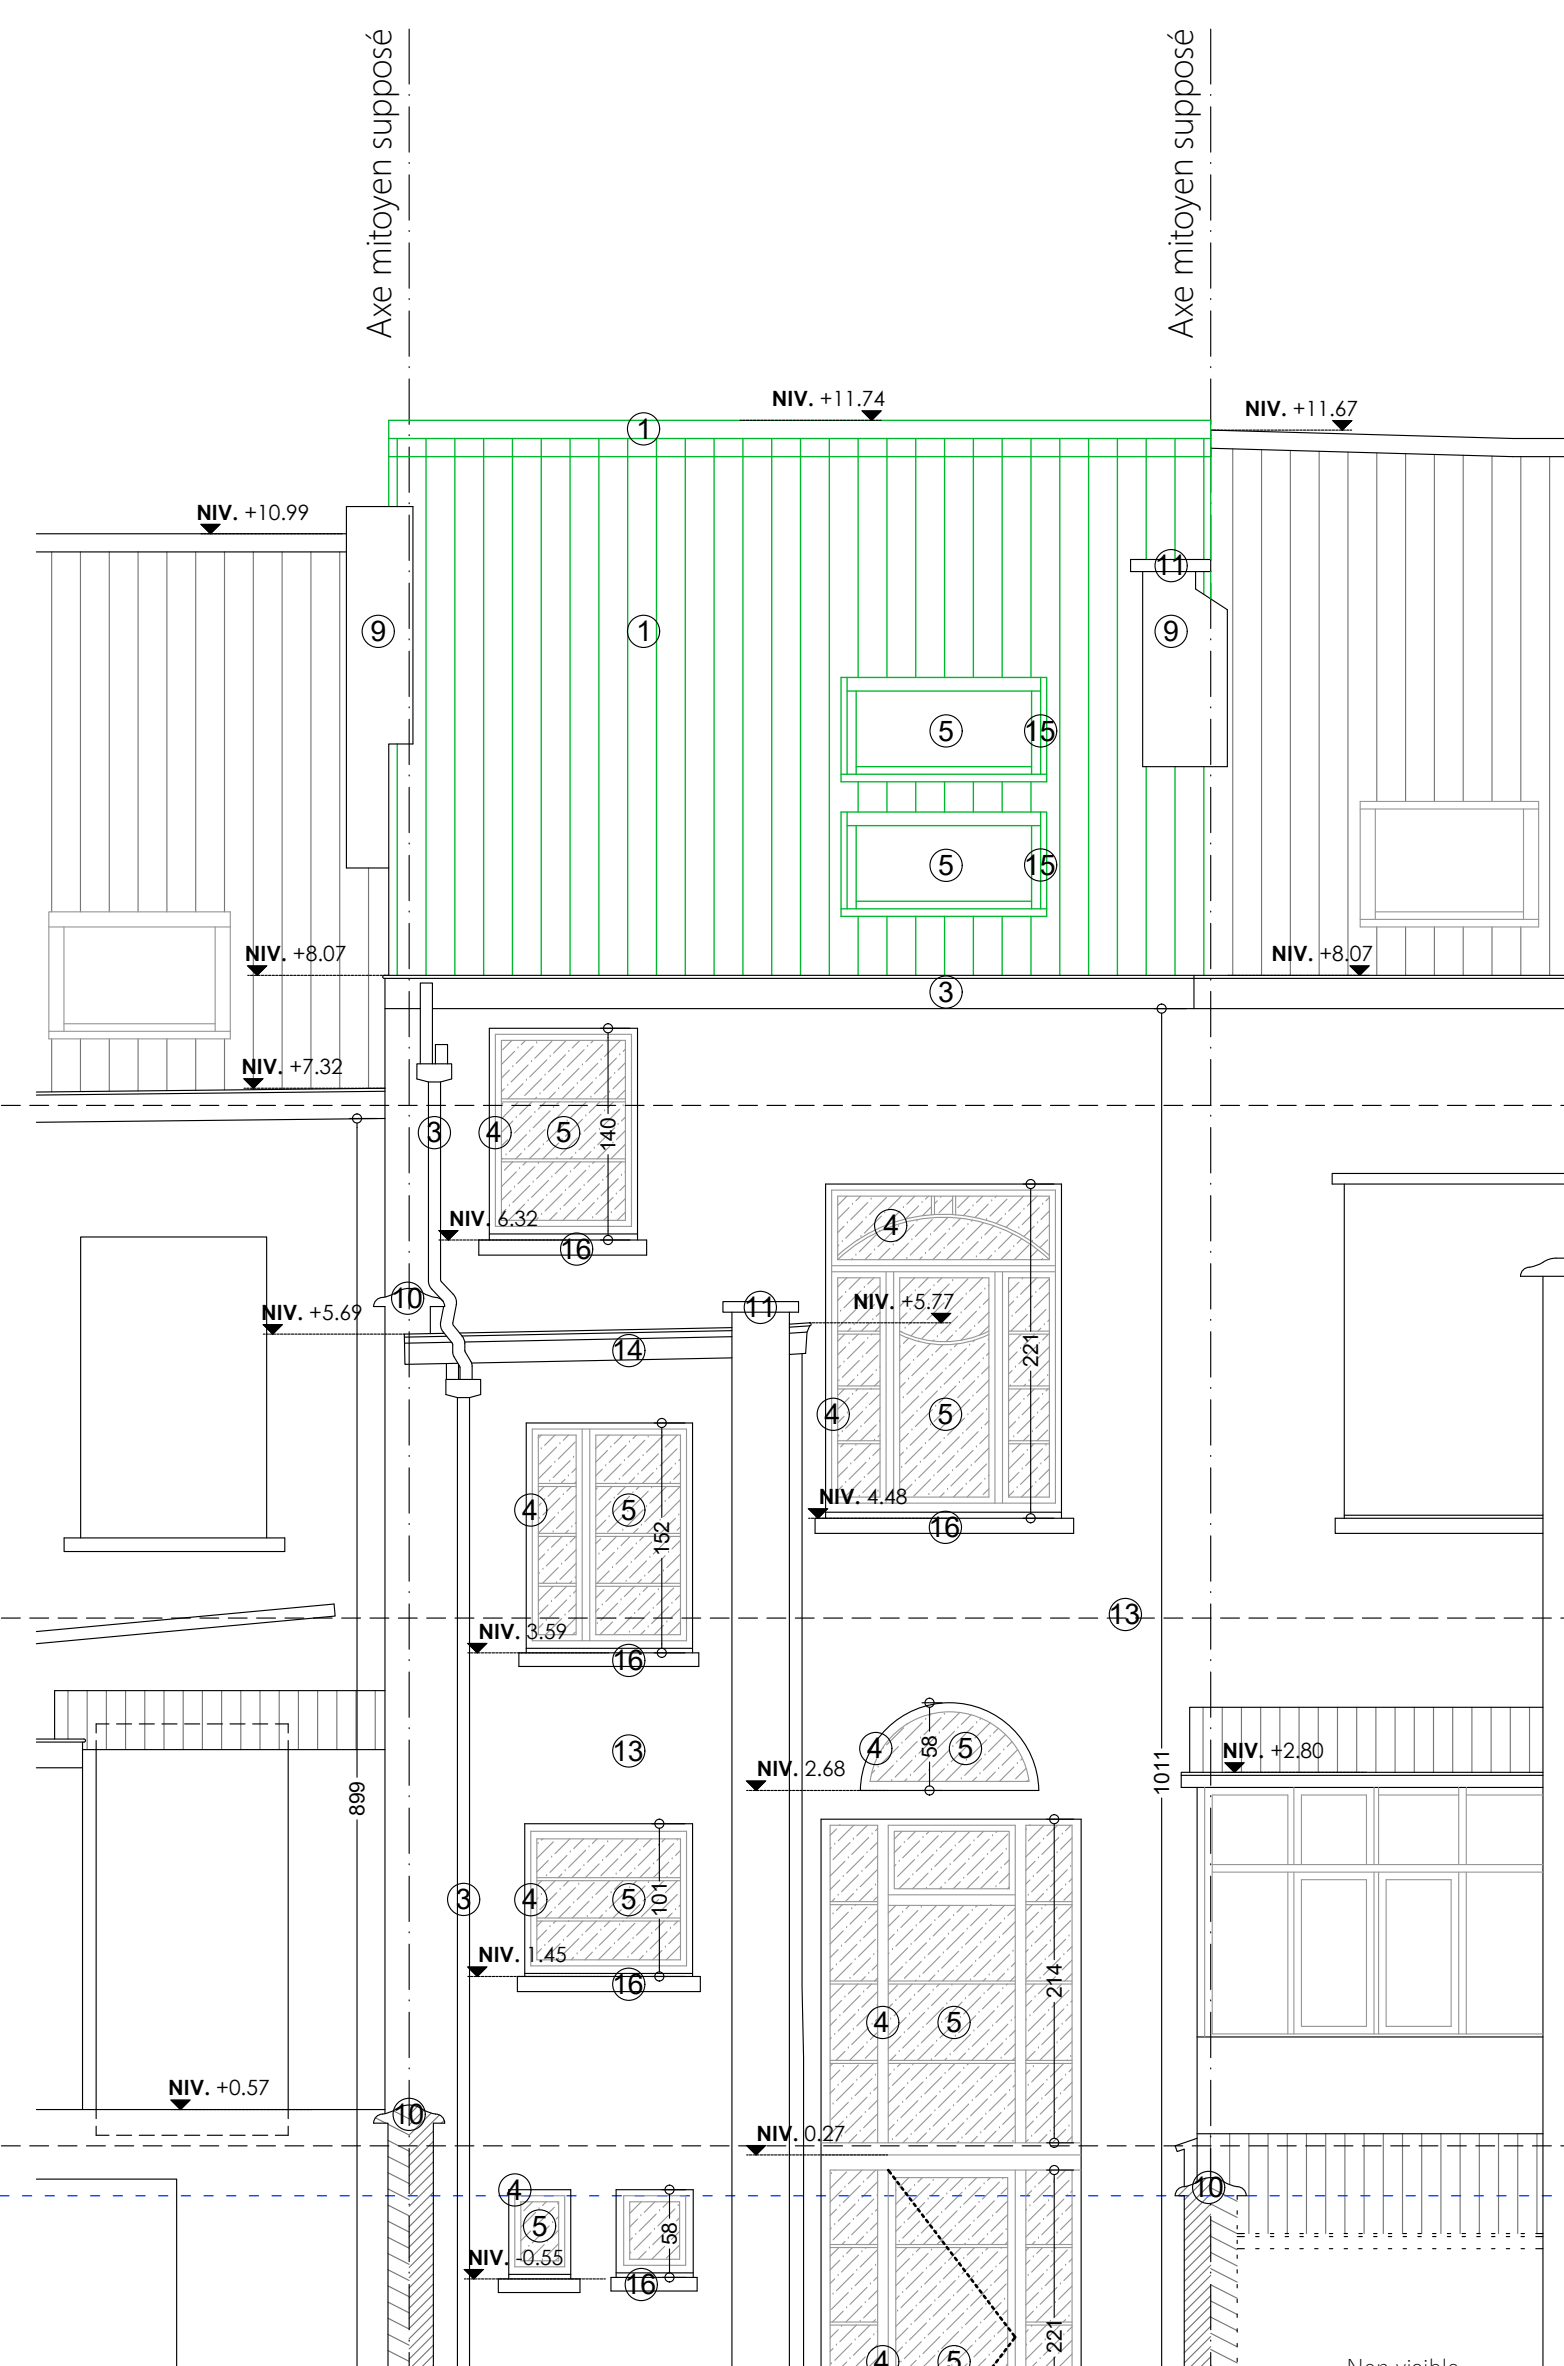 Axe mitoyen supposé
Axe mitoyen supposé
NIV. +11.74
NIV. +11.67
1
NIV. +10.99
11
9
1
9
5
15
5
15
NIV. +8.07
NIV. +8.07
3
NIV. +7.32
3
4
5
140
NIV. 6.32
16
4
10
NIV. +5.69
11
NIV. +5.77
14
221
4
5
NIV. 4.48
16
4
5
152
NIV. 3.59
16
13
13
4
58
5
NIV. 2.68
NIV. +2.80
899
1011
3
4
5
101
NIV. 1.45
16
214
4
5
NIV. +0.57
10
NIV. 0.27
10
4
5
58
NIV. -0.55
16
221
4
5
Non visible